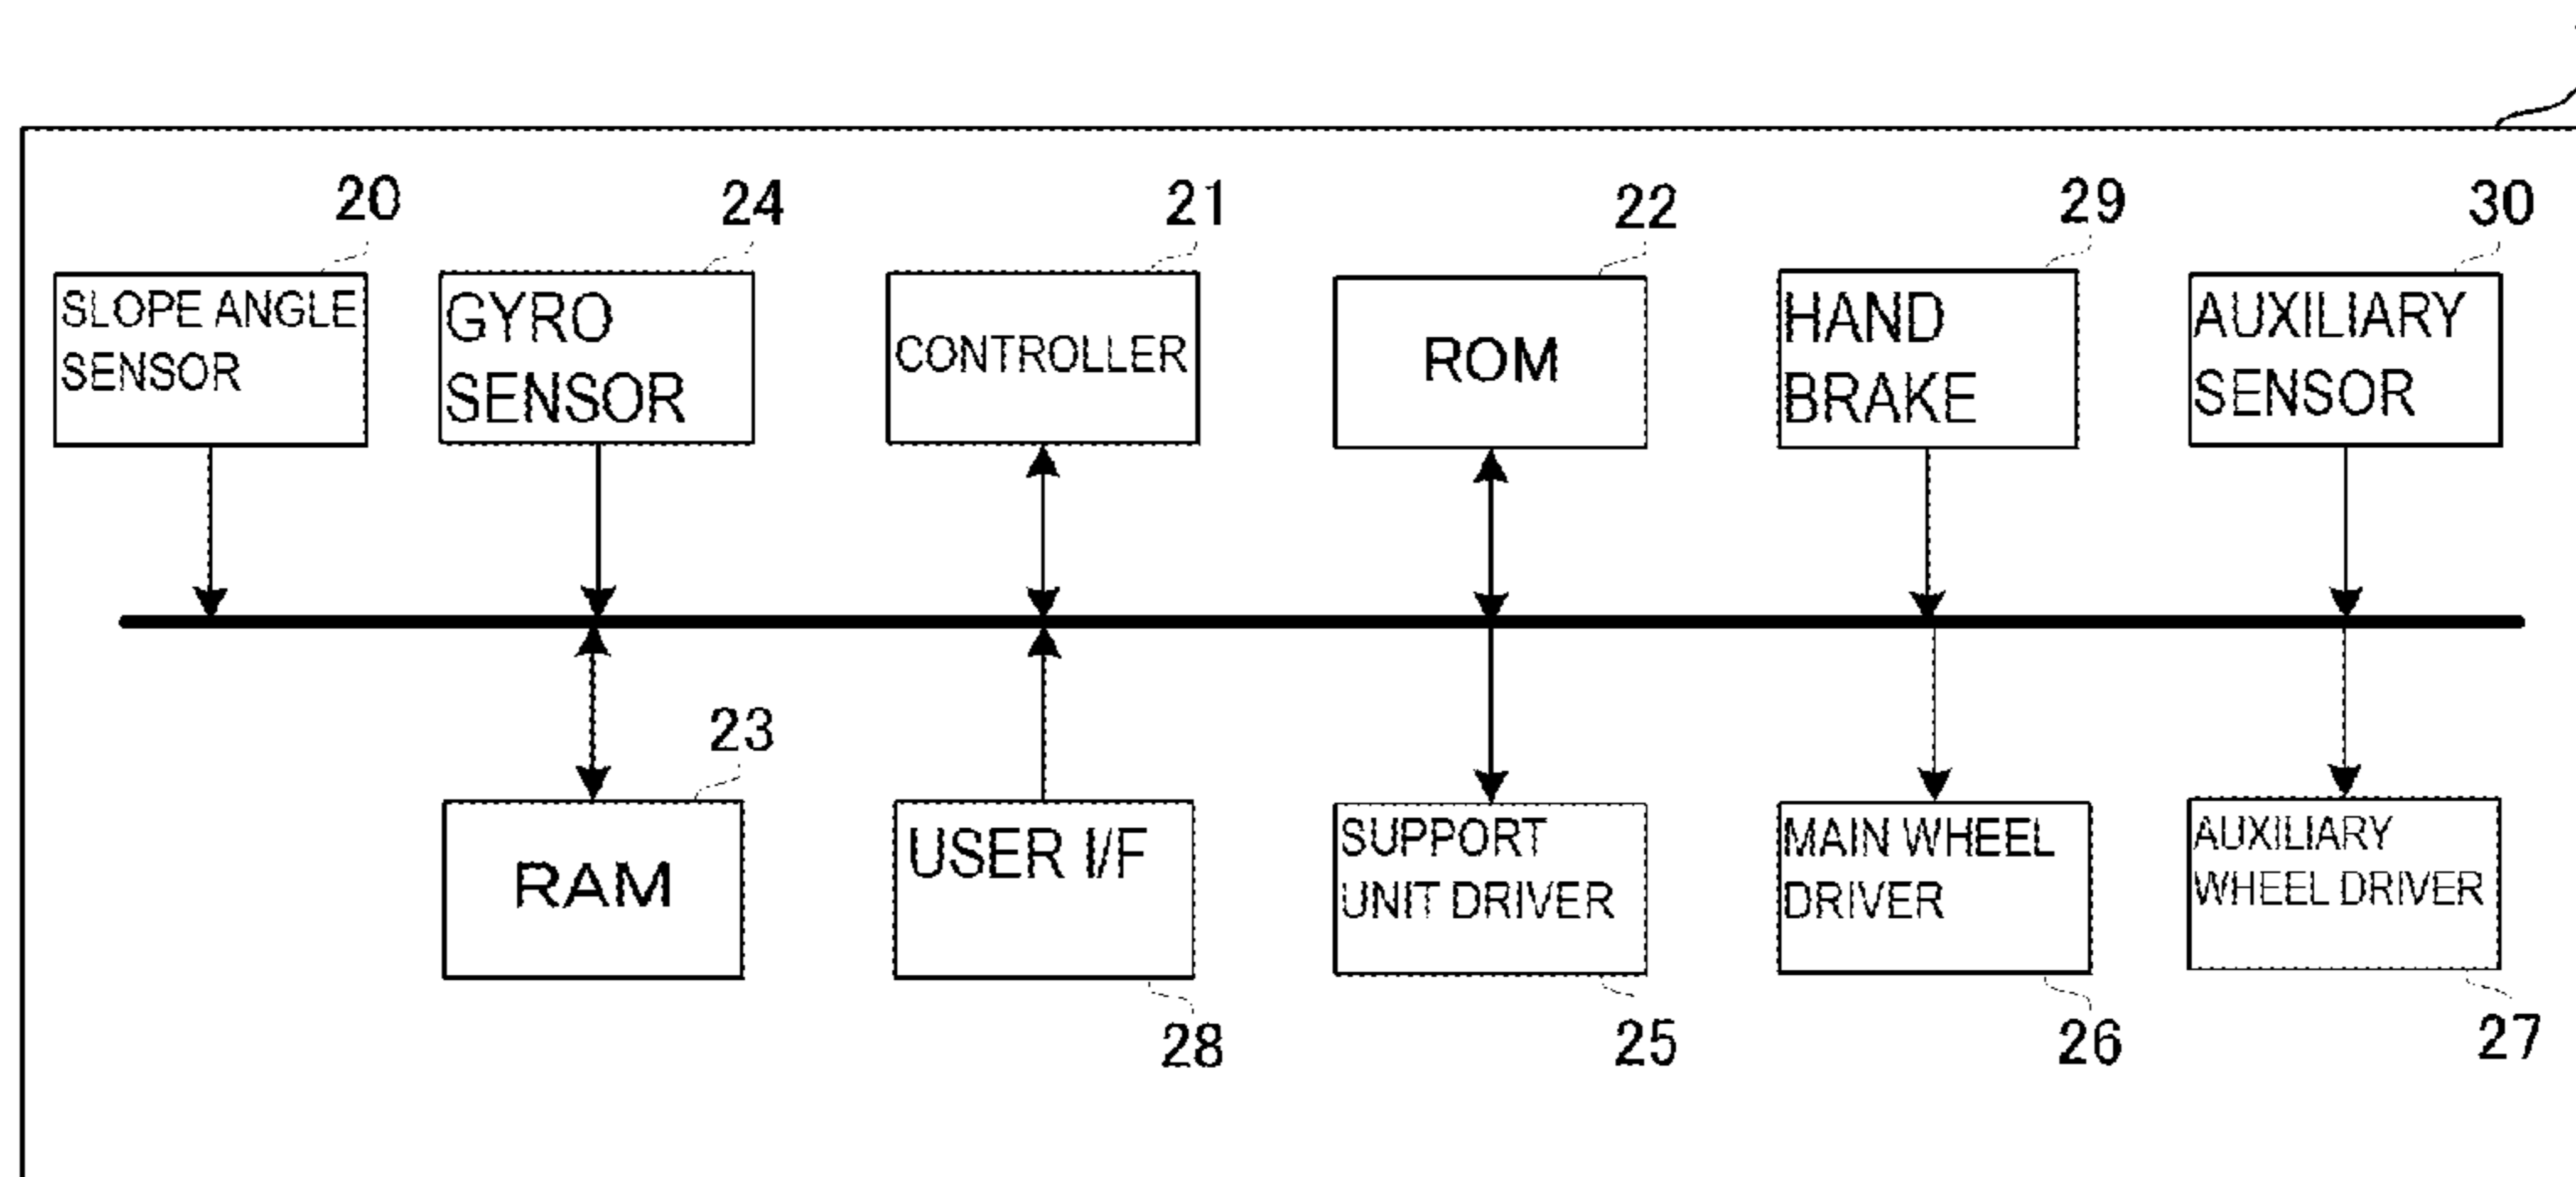 20
24
21
22
29
30
SLOPE ANGLE
SENSOR
GYRO
SENSOR
CONTROLLER
ROM
HAND
BRAKE
AUXILIARY
SENSOR
23
RAM
USER I/F
SUPPORT
UNIT DRIVER
MAIN WHEEL
DRIVER
AUXILIARY
WHEEL DRIVER
28
25
26
27